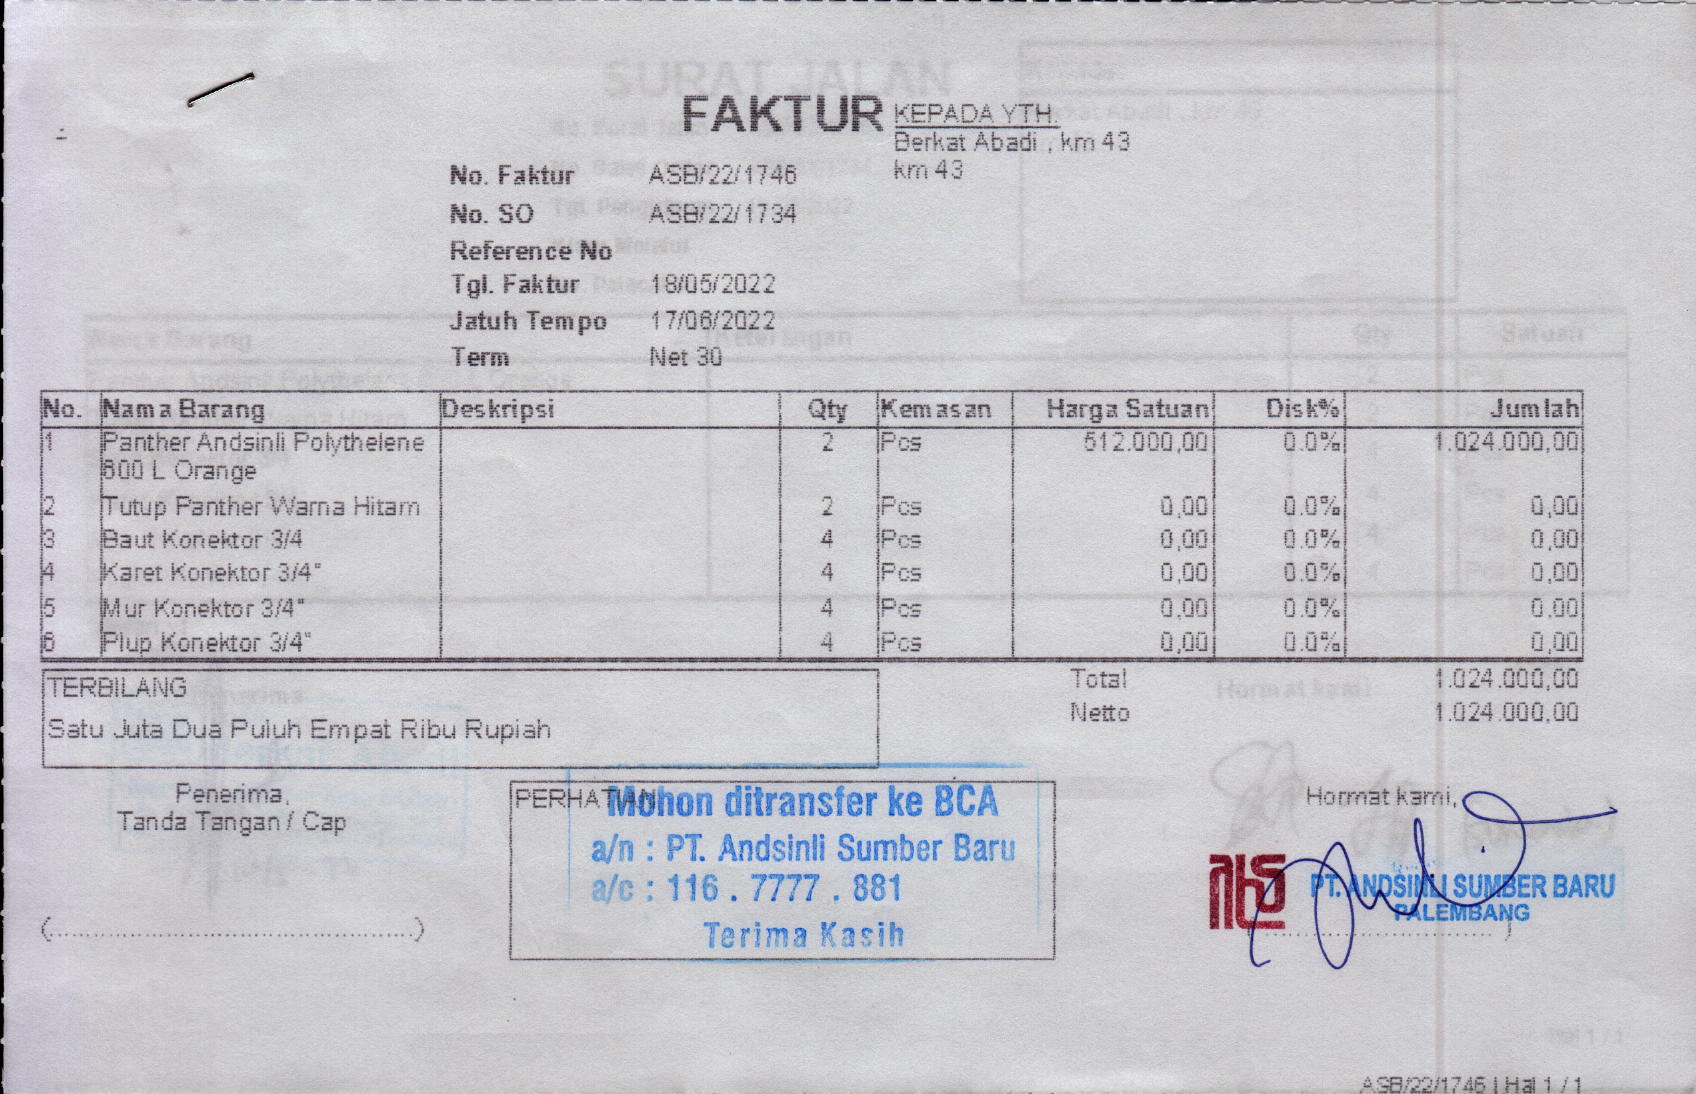 FAKTUR
KEPADA YTH.
Berkat Abadi , km 43
km 43
No. Faktur ASB/22/1746
No. SO ASB/22/1734
Reference No
Tgl. Faktur 18/05/2022
Jatuh Tempo 17/06/2022
Term Net 30
No. Nama Barang Deskripsi Qty Kemasan Harga Satuan Disk% Jumlah
1 Panther Andsinli Polythelene 2 Pcs 512.000,00 0.0% 1.024.000,00
600 L Orange
2 Tutup Panther Warna Hitam 2 Pcs 0,00 0.0% 0,00
3 Baut Konektor 3/4 4 Pcs 0,00 0.0% 0,00
4 Karet Konektor 3/4" 4 Pcs 0,00 0.0% 0,00
5 Mur Konektor 3/4" 4 Pcs 0,00 0.0% 0,00
6 Plup Konektor 3/4" 4 Pcs 0,00 0.0% 0,00
TERBILANG
Satu Juta Dua Puluh Empat Ribu Rupiah
Total 1.024.000,00
Netto 1.024.000,00
Penerima,
Tanda Tangan / Cap
PERHATIAN
Mohon ditransfer ke BCA
a/n : PT. Andsinli Sumber Baru
a/c : 116 . 7777 . 881
Terima Kasih
Hormat kami,
PT. ANDSINLI SUMBER BARU
PALEMBANG
ASB/22/1746 | Hal 1 / 1